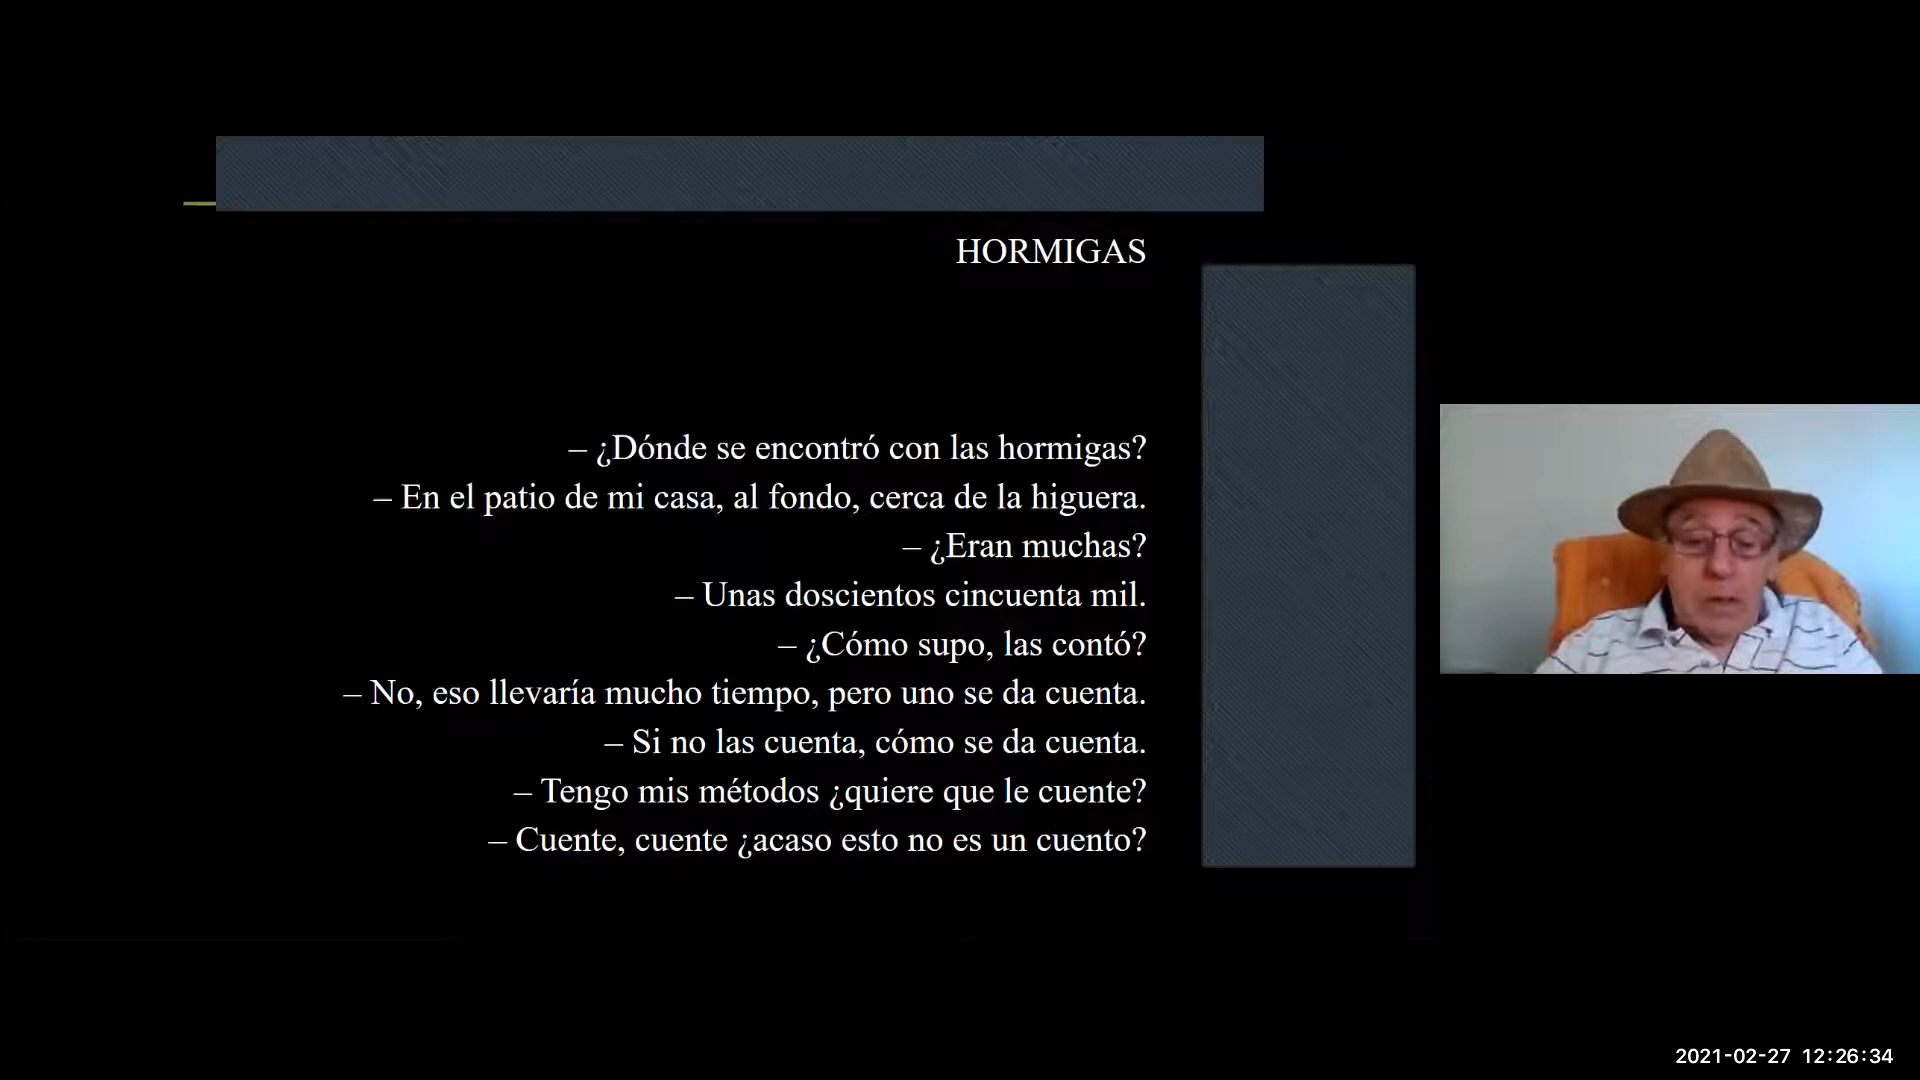 HORMIGAS
– ¿Dónde se encontró con las hormigas?
– En el patio de mi casa, al fondo, cerca de la higuera.
– ¿Eran muchas?
– Unas doscientos cincuenta mil.
– ¿Cómo supo, las contó?
– No, eso llevaría mucho tiempo, pero uno se da cuenta.
– Si no las cuenta, cómo se da cuenta.
– Tengo mis métodos ¿quiere que le cuente?
– Cuente, cuente ¿acaso esto no es un cuento?
2021-02-27 12:26:34